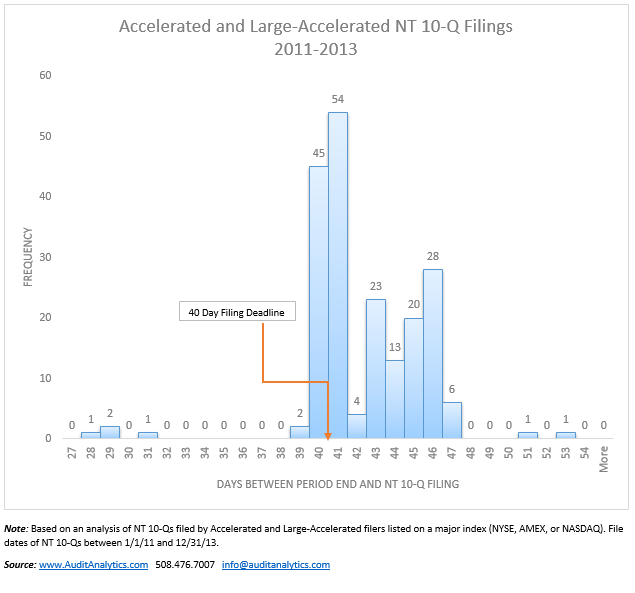 Accelerated and Large-Accelerated NT 10-Q Filings
2011-2013
60
50
40
30
20
10
0
FREQUENCY
0 1 2 0 1 0 0 0 0 0 0 0 2 45 54 4 23 13 20 28 6 0 0 0 1 0 1 0 0
40 Day Filing Deadline
27 28 29 30 31 32 33 34 35 36 37 38 39 40 41 42 43 44 45 46 47 48 49 50 51 52 53 54 More
DAYS BETWEEN PERIOD END AND NT 10-Q FILING
Note: Based on an analysis of NT 10-Qs filed by Accelerated and Large-Accelerated filers listed on a major index (NYSE, AMEX, or NASDAQ). File
dates of NT 10-Qs between 1/1/11 and 12/31/13.
Source: www.AuditAnalytics.com 508.476.7007 info@auditanalytics.com